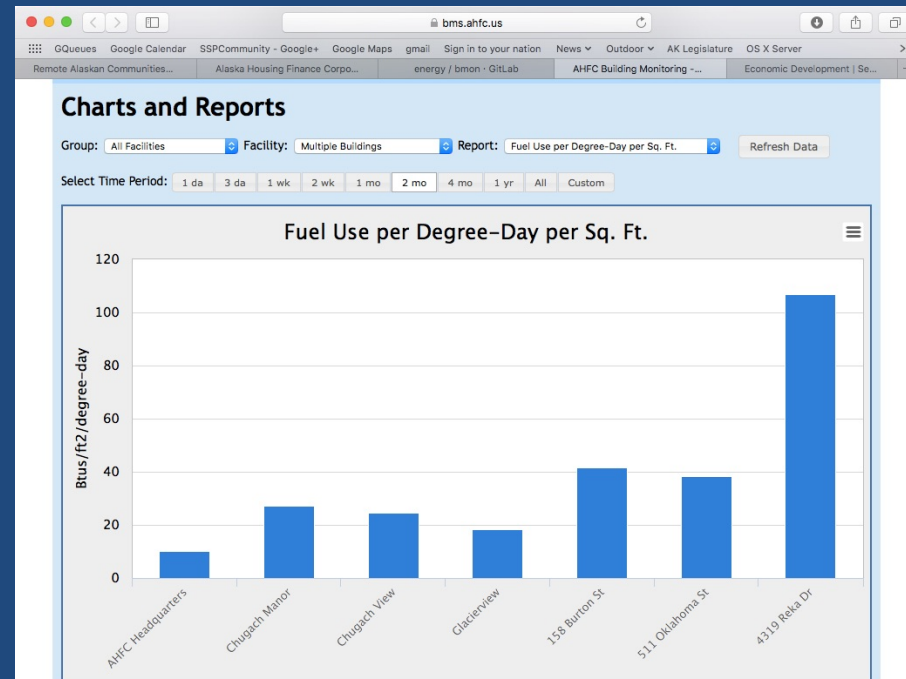 bms.ahfc.us
GQueues Google Calendar SSPCommunity - Google+ Google Maps gmail Sign in to your nation News Outdoor AK Legislature OS X Server
Remote Alaskan Communities... Alaska Housing Finance Corpo... energy / bmon · GitLab AHFC Building Monitoring -... Economic Development | Se...
Charts and Reports
Group: All Facilities Facility: Multiple Buildings Report: Fuel Use per Degree-Day per Sq. Ft. Refresh Data
Select Time Period: 1 da 3 da 1 wk 2 wk 1 mo 2 mo 4 mo 1 yr All Custom
Fuel Use per Degree-Day per Sq. Ft.
Btus/ft2/degree-day
120
100
80
60
40
20
0
AHFC Headquarters
Chugach Manor
Chugach View
Glacierview
158 Burton St
511 Oklahoma St
4319 Reka Dr